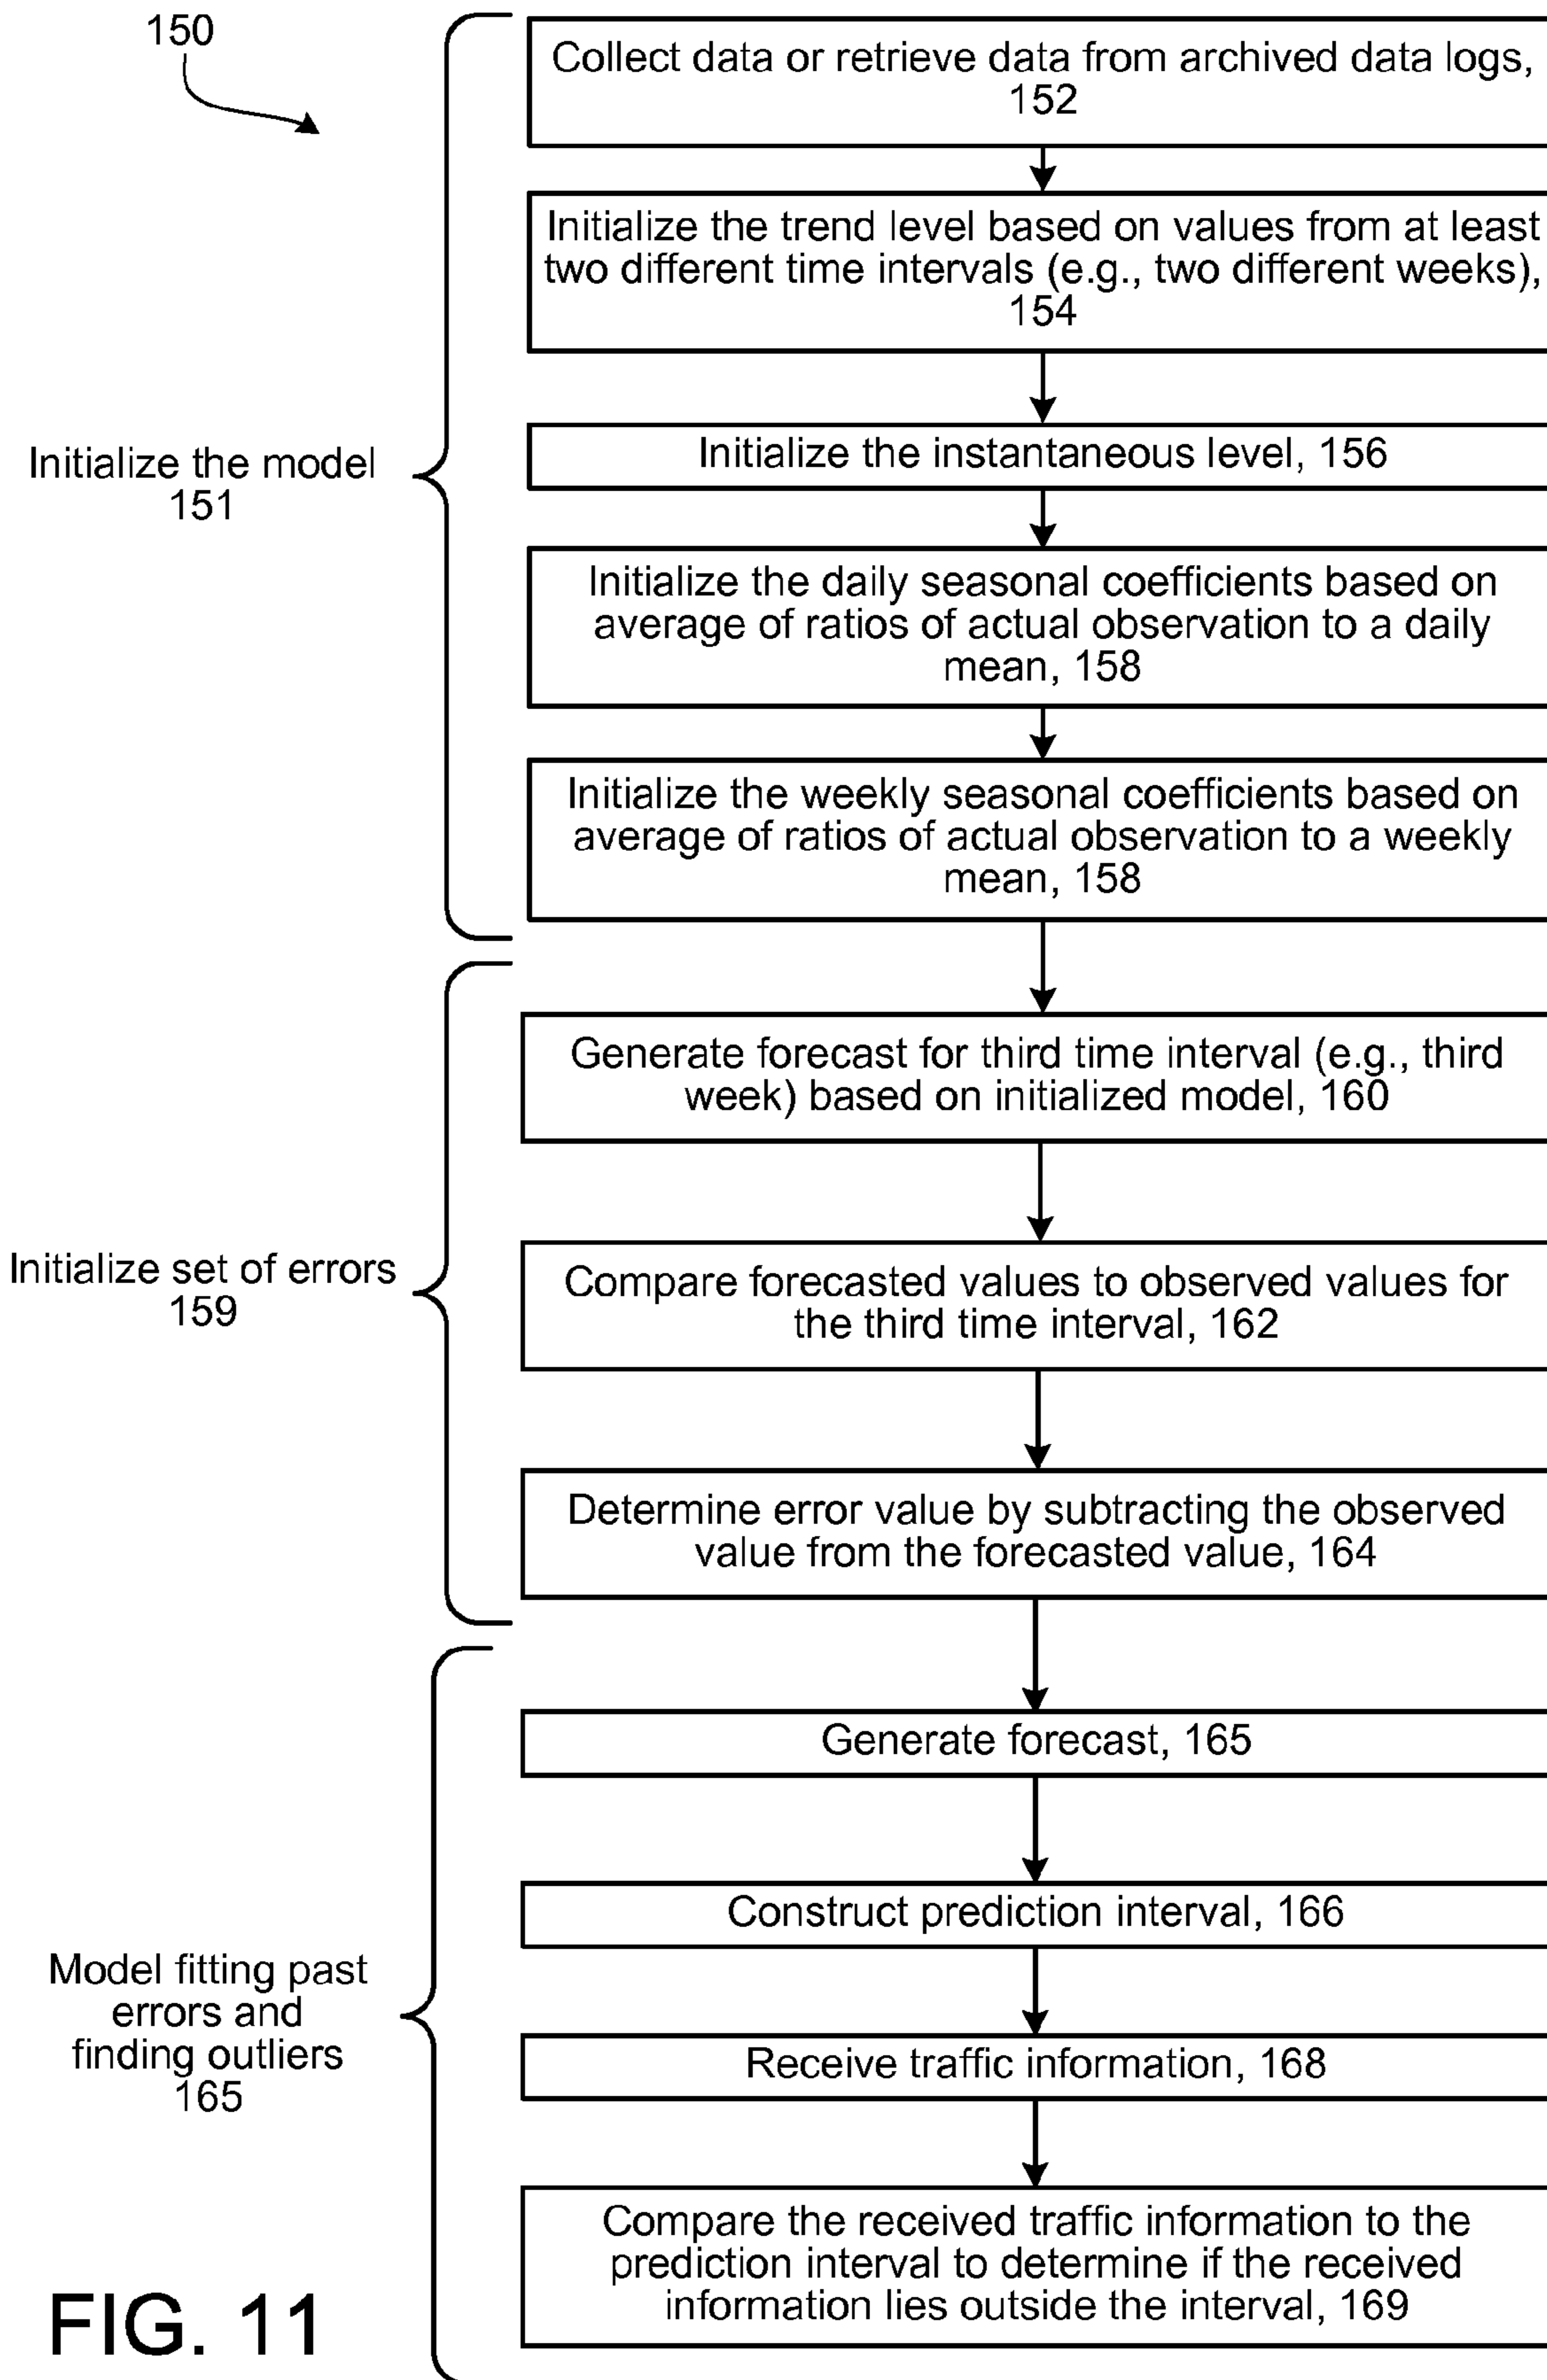 150
Collect data or retrieve data from archived data logs,
152
Initialize the trend level based on values from at least
two different time intervals (e.g., two different weeks),
154
Initialize the model
151
Initialize the instantaneous level, 156
Initialize the daily seasonal coefficients based on
average of ratios of actual observation to a daily
mean, 158
Initialize the weekly seasonal coefficients based on
average of ratios of actual observation to a weekly
mean, 158
Generate forecast for third time interval (e.g., third
week) based on initialized model, 160
Initialize set of errors
159
Compare forecasted values to observed values for
the third time interval, 162
Determine error value by subtracting the observed
value from the forecasted value, 164
Generate forecast, 165
Construct prediction interval, 166
Model fitting past
errors and
finding outliers
165
Receive traffic information, 168
Compare the received traffic information to the
prediction interval to determine if the received
information lies outside the interval, 169
FIG. 11